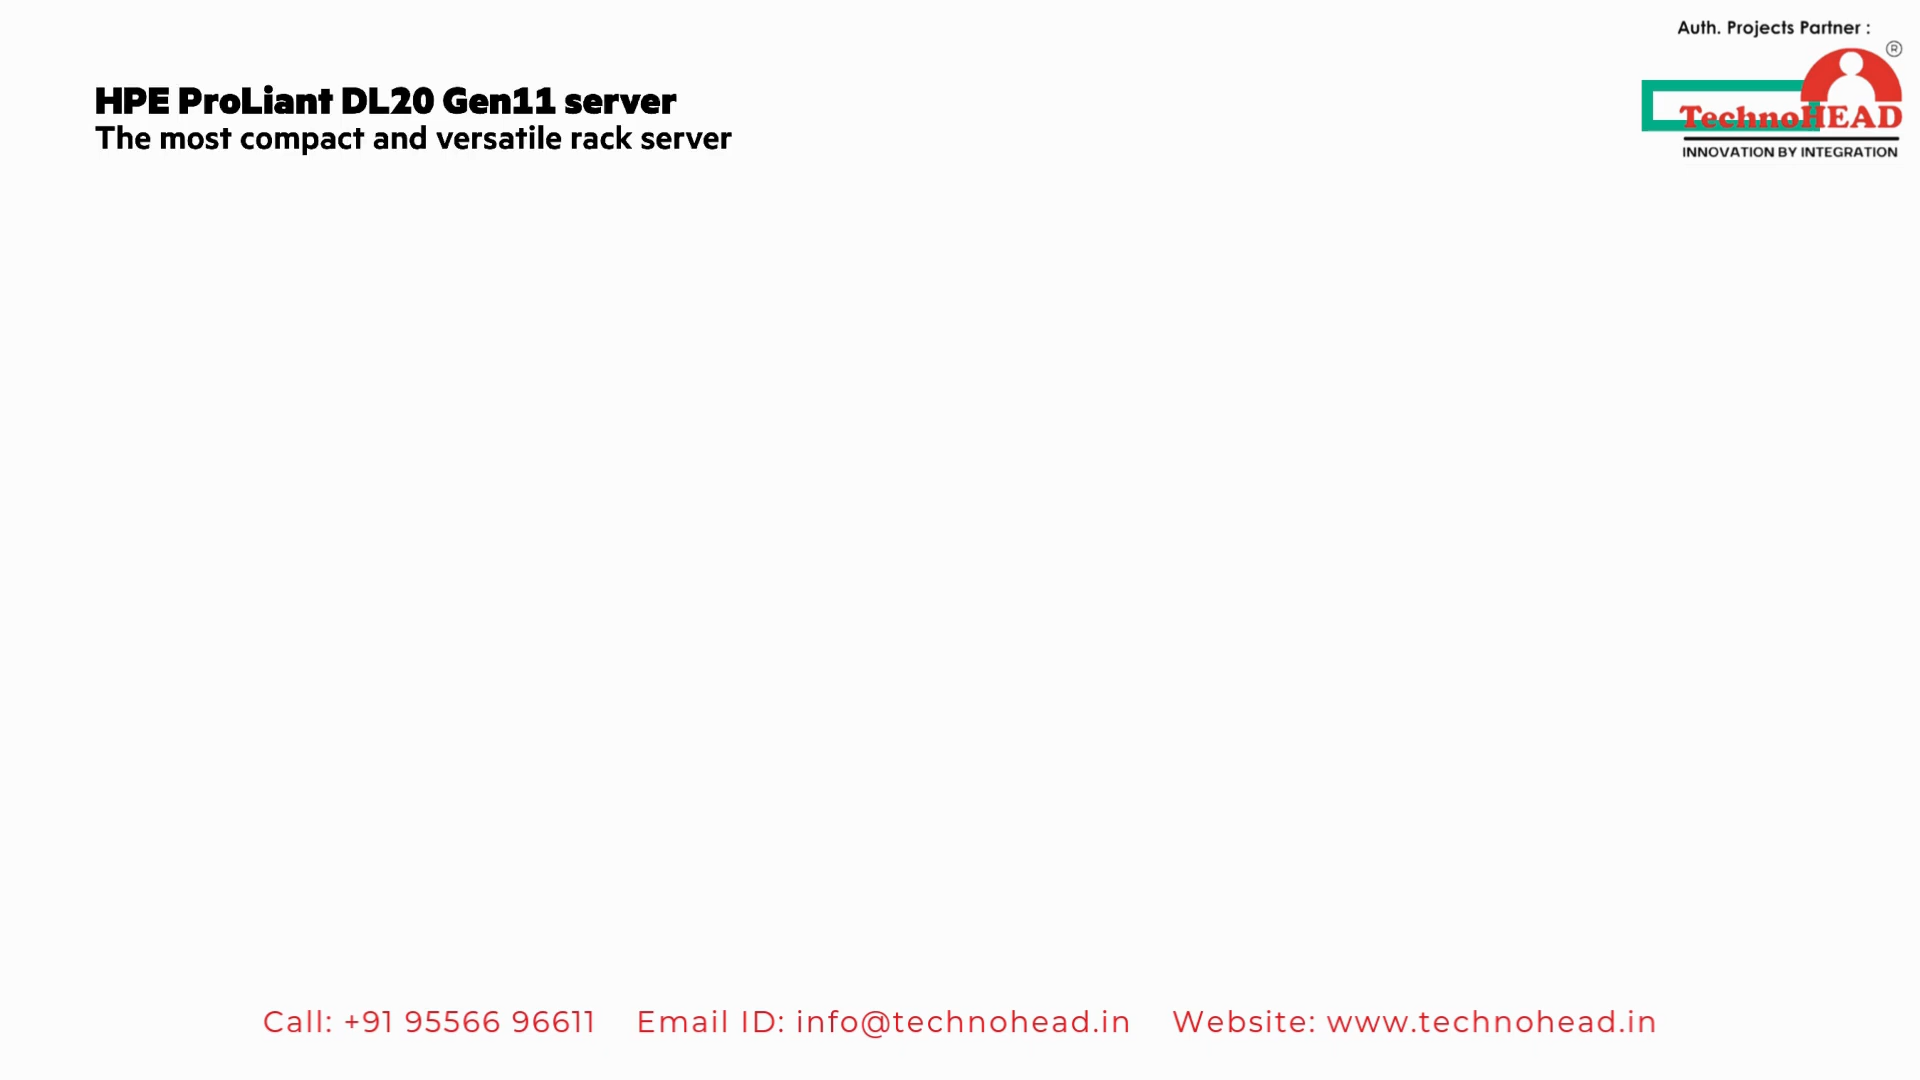 Auth. Projects Partner :
HPE ProLiant DL20 Gen11 server
The most compact and versatile rack server
TechnoHEAD ®
INNOVATION BY INTEGRATION
Call: +91 95566 96611 Email ID: info@technohead.in Website: www.technohead.in